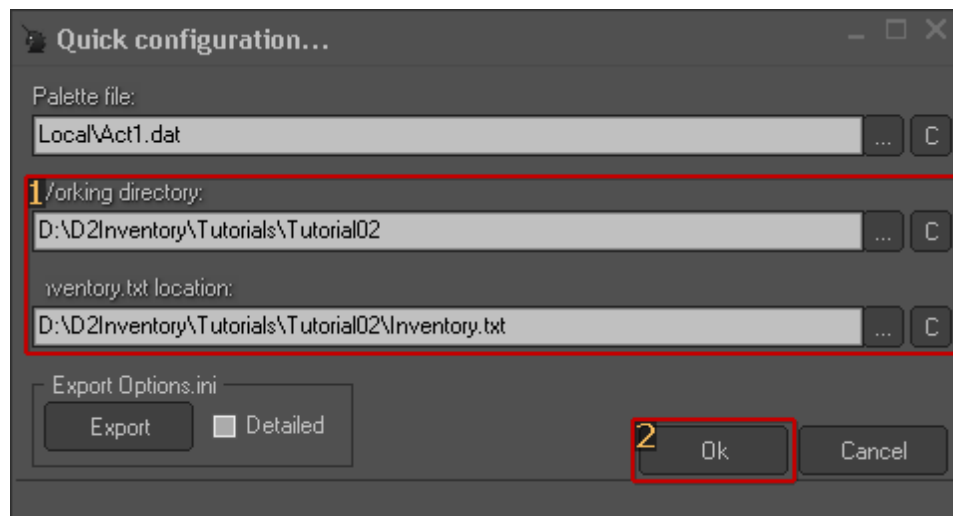 Quick configuration...
Palette file:
Local\Act1.dat
... C
1 /orking directory:
D:\D2Inventory\Tutorials\Tutorial02
... C
nventory.txt location:
D:\D2Inventory\Tutorials\Tutorial02\Inventory.txt
... C
Export Options.ini
Export Detailed
2 Ok Cancel